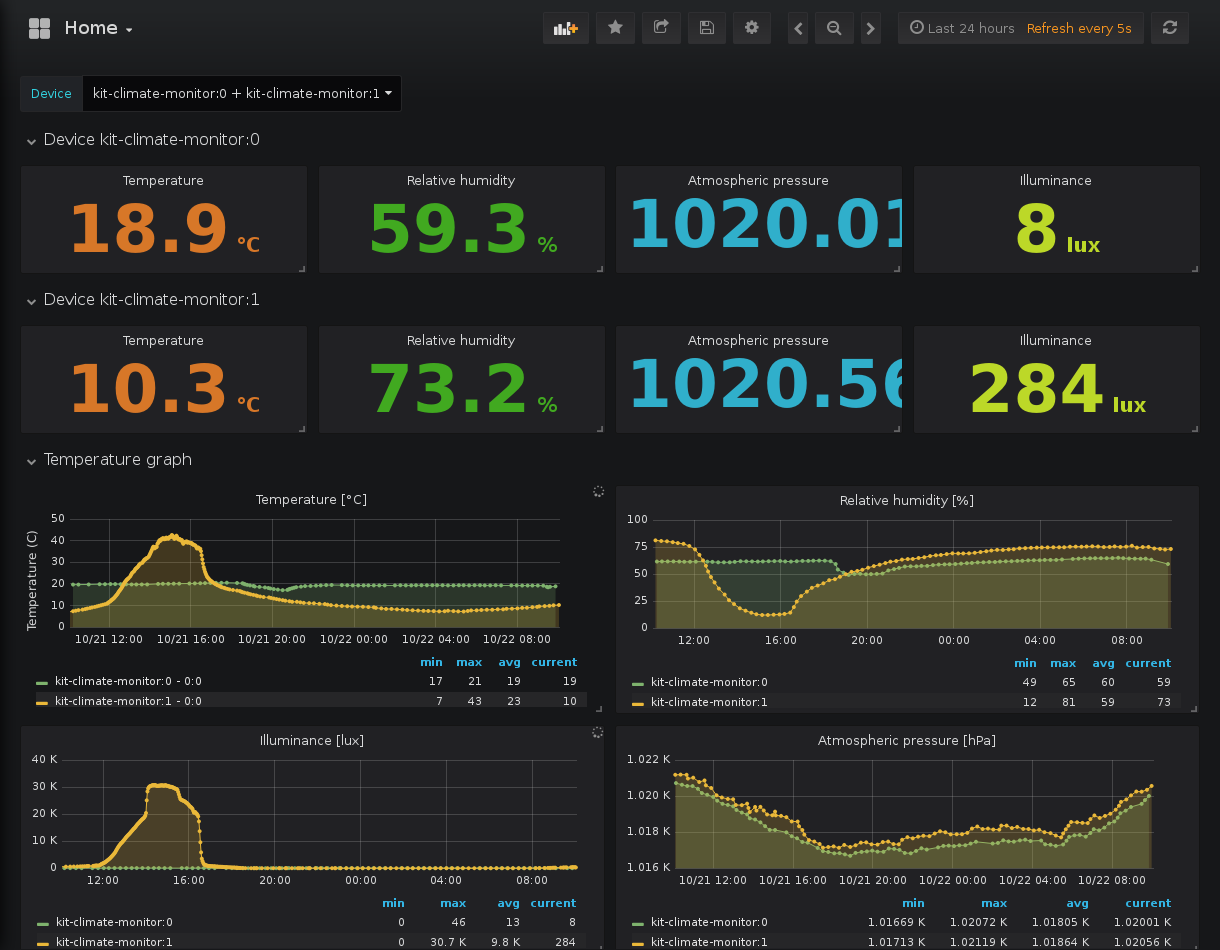 Home
Last 24 hours Refresh every 5s
Device kit-climate-monitor:0 + kit-climate-monitor:1
Device kit-climate-monitor:0
Temperature
18.9 °C
Relative humidity
59.3 %
Atmospheric pressure
1020.01
Illuminance
8 lux
Device kit-climate-monitor:1
Temperature
10.3 °C
Relative humidity
73.2 %
Atmospheric pressure
1020.56
Illuminance
284 lux
Temperature graph
Temperature [°C]
Temperature (C)
50
40
30
20
10
0
10/21 12:00 10/21 16:00 10/21 20:00 10/22 00:00 10/22 04:00 10/22 08:00
min max avg current
kit-climate-monitor:0 - 0:0 17 21 19 19
kit-climate-monitor:1 - 0:0 7 43 23 10
Relative humidity [%]
100
75
50
25
0
12:00 16:00 20:00 00:00 04:00 08:00
min max avg current
kit-climate-monitor:0 49 65 60 59
kit-climate-monitor:1 12 81 59 73
Illuminance [lux]
40 K
30 K
20 K
10 K
0
12:00 16:00 20:00 00:00 04:00 08:00
min max avg current
kit-climate-monitor:0 0 46 13 8
kit-climate-monitor:1 0 30.7 K 9.8 K 284
Atmospheric pressure [hPa]
1.022 K
1.020 K
1.018 K
1.016 K
10/21 12:00 10/21 16:00 10/21 20:00 10/22 00:00 10/22 04:00 10/22 08:00
min max avg current
kit-climate-monitor:0 1.01669 K 1.02072 K 1.01805 K 1.02001 K
kit-climate-monitor:1 1.01713 K 1.02119 K 1.01864 K 1.02056 K